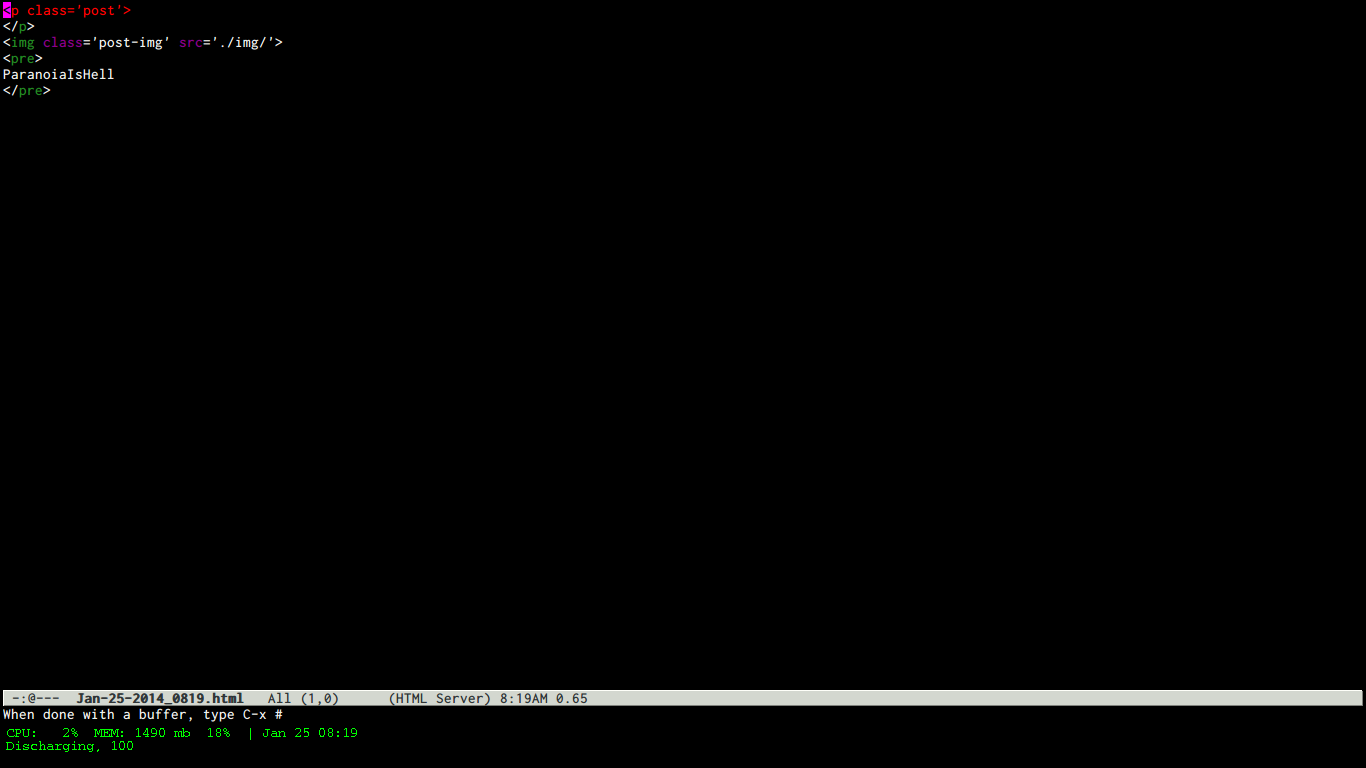 <p class='post'>
</p>
<img class='post-img' src='./img/'>
<pre>
ParanoiaIsHell
</pre>
-:@---  Jan-25-2014_0819.html   All (1,0)      (HTML Server) 8:19AM 0.65
When done with a buffer, type C-x #
CPU:   2%  MEM: 1490 mb  18%  | Jan 25 08:19
Discharging, 100